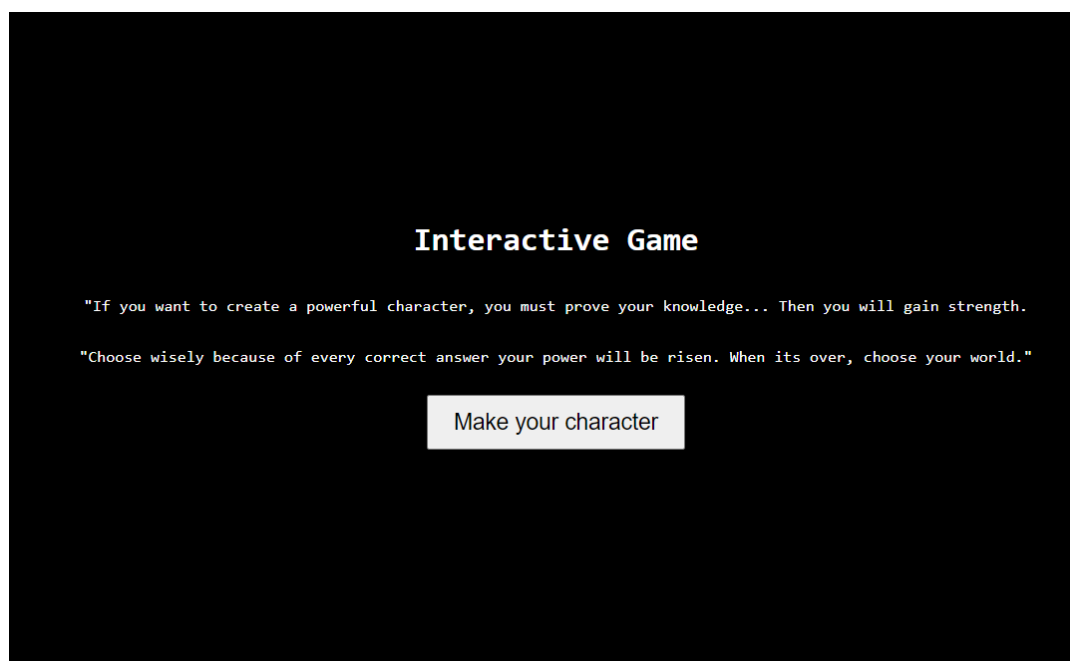 Interactive Game
"If you want to create a powerful character, you must prove your knowledge... Then you will gain strength.
"Choose wisely because of every correct answer your power will be risen. When its over, choose your world."
Make your character